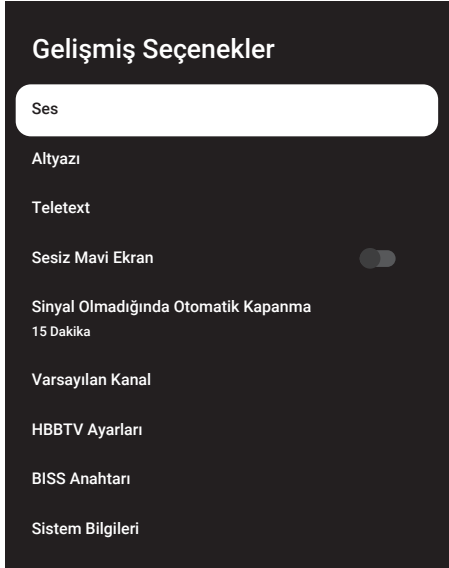 Gelişmiş Seçenekler
Ses
Altyazı
Teletext
Sesiz Mavi Ekran
Sinyal Olmadığında Otomatik Kapanma
15 Dakika
Varsayılan Kanal
HBBTV Ayarları
BISS Anahtarı
Sistem Bilgileri